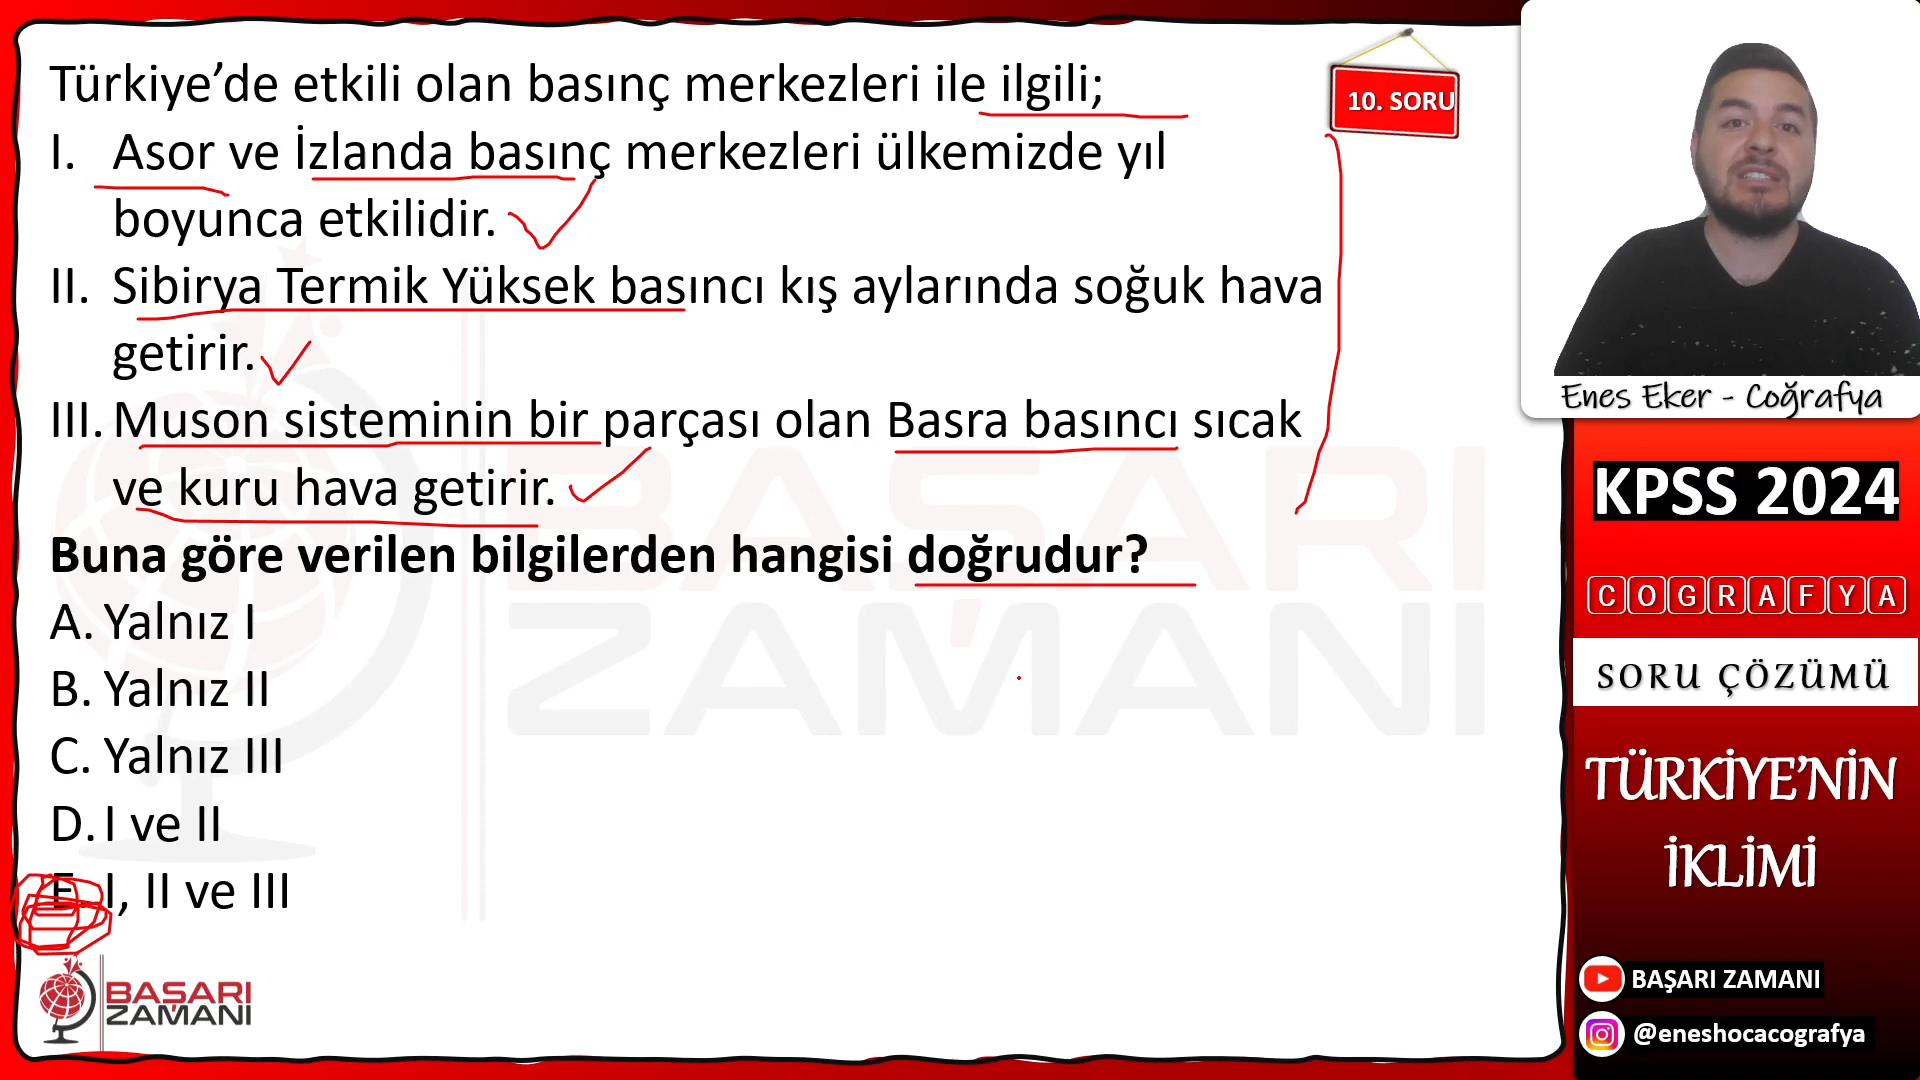 Türkiye’de etkili olan basınç merkezleri ile ilgili;
I. Asor ve İzlanda basınç merkezleri ülkemizde yıl
boyunca etkilidir.
II. Sibirya Termik Yüksek basıncı kış aylarında soğuk hava
getirir.
III. Muson sisteminin bir parçası olan Basra basıncı sıcak
ve kuru hava getirir.
Buna göre verilen bilgilerden hangisi doğrudur?
A. Yalnız I
B. Yalnız II
C. Yalnız III
D. I ve II
E. I, II ve III
BAŞARI
ZAMANI
BAŞARI
ZAMANI
10. SORU
Enes Eker - Coğrafya
KPSS 2024
COGRAFYA
SORU ÇÖZÜMÜ
TÜRKİYE’NİN
İKLİMİ
BAŞARI ZAMANI
@eneshocacografya